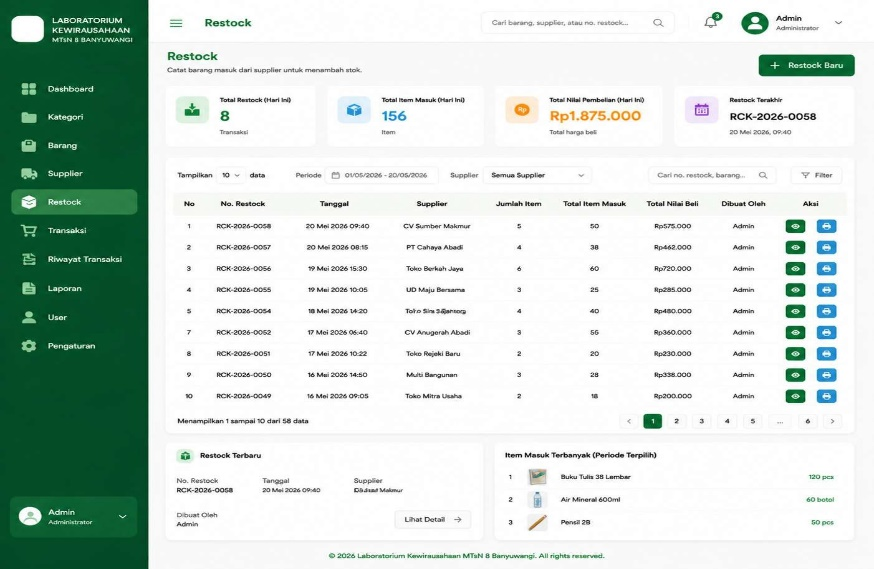 LABORATORIUM
KEWIRAUSAHAAN
MTsN 8 BANYUWANGI
Dashboard
Kategori
Barang
Supplier
Restock
Transaksi
Riwayat Transaksi
Laporan
User
Pengaturan
Admin
Administrator
Restock
Cari barang, supplier, atau no. restock...
3
Admin
Administrator
Restock
Catat barang masuk dari supplier untuk menambah stok.
+ Restock Baru
Total Restock (Hari Ini)
8
Transaksi
Total Item Masuk (Hari Ini)
156
Item
Rp
Total Nilai Pembelian (Hari Ini)
Rp1.875.000
Total harga beli
Restock Terakhir
RCK-2026-0058
20 Mei 2026, 09:40
Tampilkan 10 data Periode 01/05/2026 - 20/05/2026 Supplier Semua Supplier Cari no. restock, barang... Filter
No No. Restock Tanggal Supplier Jumlah Item Total Item Masuk Total Nilai Beli Dibuat Oleh Aksi
1 RCK-2026-0058 20 Mei 2026 09:40 CV Sumber Makmur 5 50 Rp575.000 Admin
2 RCK-2026-0057 20 Mei 2026 08:15 PT Cahaya Abadi 4 38 Rp462.000 Admin
3 RCK-2026-0056 19 Mei 2026 15:30 Toko Berkah Jaya 6 60 Rp720.000 Admin
4 RCK-2026-0055 19 Mei 2026 10:05 UD Maju Bersama 3 25 Rp285.000 Admin
5 RCK-2026-0054 18 Mei 2026 14:20 4 40 Rp480.000 Admin
7 RCK-2026-0052 17 Mei 2026 06:40 CV Anugerah Abadi 3 55 Rp360.000 Admin
8 RCK-2026-0051 17 Mei 2026 10:22 Toko Rejeki Baru 2 20 Rp230.000 Admin
9 RCK-2026-0050 16 Mei 2026 14:50 Multi Bangunan 3 28 Rp338.000 Admin
10 RCK-2026-0049 16 Mei 2026 09:05 Toko Mitra Usaha 2 18 Rp200.000 Admin
Menampilkan 1 sampai 10 dari 58 data
< 1 2 3 4 5 ... 6 >
Restock Terbaru
No. Restock Tanggal Supplier
RCK-2026-0058 20 Mei 2026 09:40 Makmur
Dibuat Oleh
Admin
Lihat Detail →
Item Masuk Terbanyak (Periode Terpilih)
1 Buku Tulis 38 Lembar 120 pcs
2 Air Mineral 600ml 60 botol
3 Pensil 2B 50 pcs
© 2026 Laboratorium Kewirausahaan MTsN 8 Banyuwangi. All rights reserved.